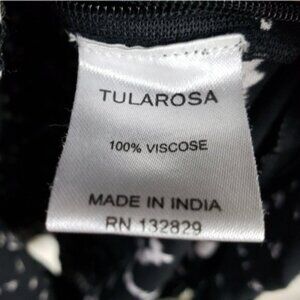 TULAROSA
100% VISCOSE
MADE IN INDIA
RN 132829